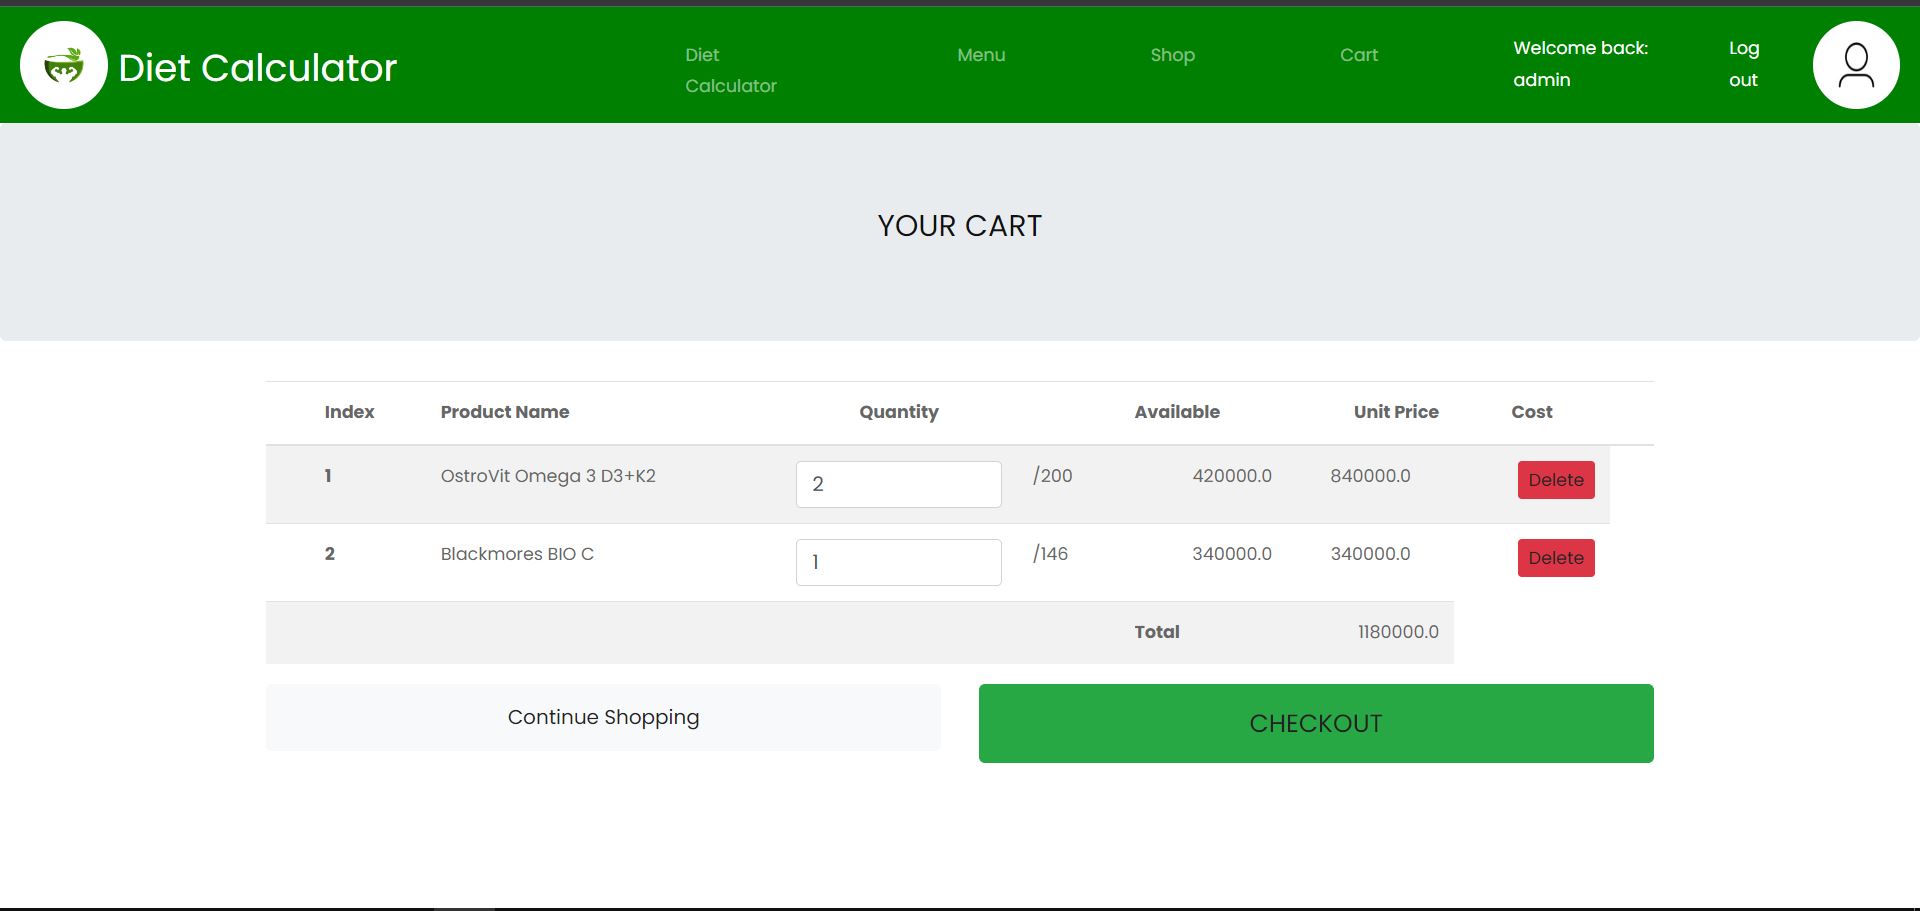 Diet Calculator
Diet
Calculator
Menu
Shop
Cart
Welcome back:
admin
Log
out
YOUR CART
Index Product Name Quantity Available Unit Price Cost
1 OstroVit Omega 3 D3+K2 2 /200 420000.0 840000.0 Delete
2 Blackmores BIO C 1 /146 340000.0 340000.0 Delete
Total 1180000.0
Continue Shopping
CHECKOUT